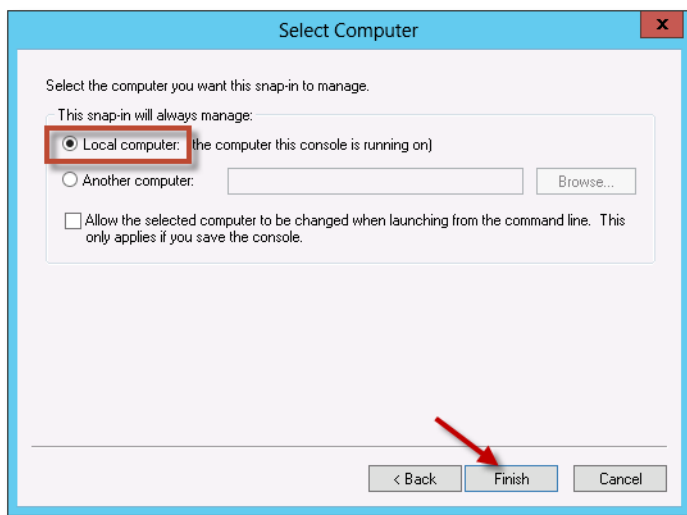 Select Computer
x
Select the computer you want this snap-in to manage.
This snap-in will always manage:
Local computer: the computer this console is running on)
Another computer:
Browse...
Allow the selected computer to be changed when launching from the command line. This
only applies if you save the console.
< Back
Finish
Cancel